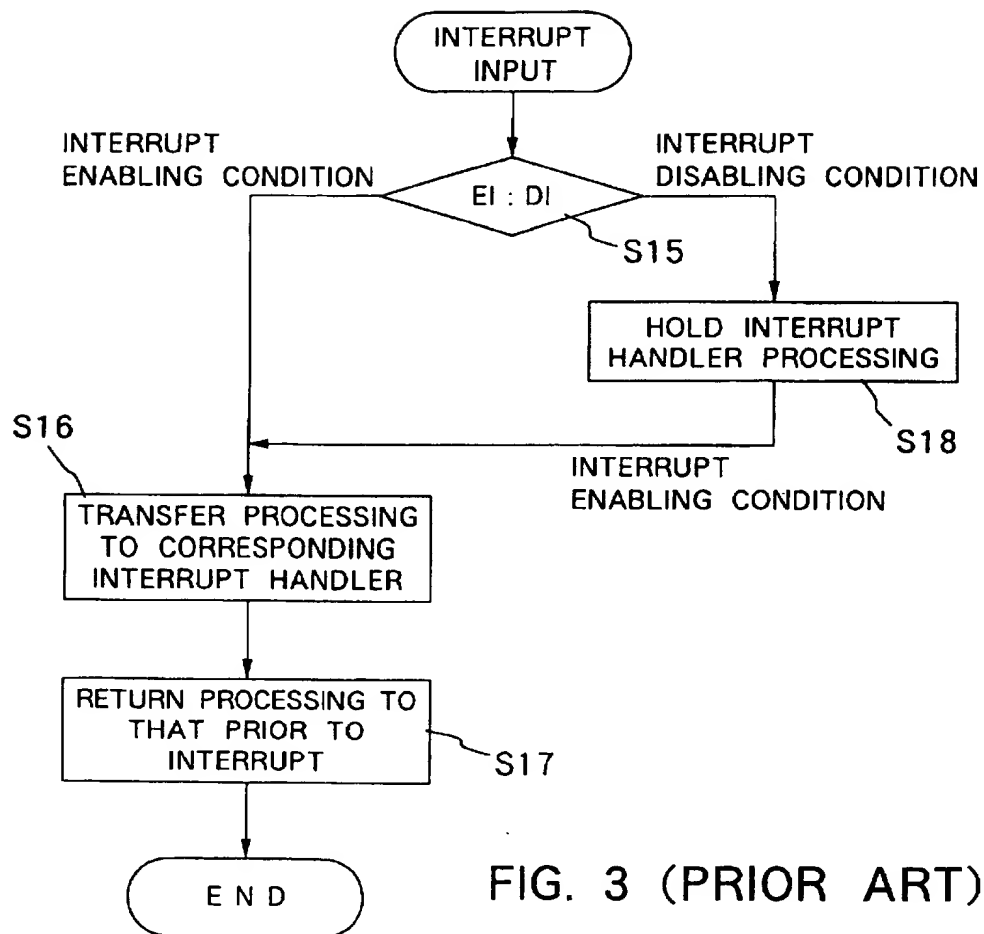 INTERRUPT
INPUT
INTERRUPT
ENABLING CONDITION
INTERRUPT
DISABLING CONDITION
EI : DI
S15
HOLD INTERRUPT
HANDLER PROCESSING
S18
S16
INTERRUPT
ENABLING CONDITION
TRANSFER PROCESSING
TO CORRESPONDING
INTERRUPT HANDLER
RETURN PROCESSING TO
THAT PRIOR TO
INTERRUPT
S17
END
FIG. 3 (PRIOR ART)